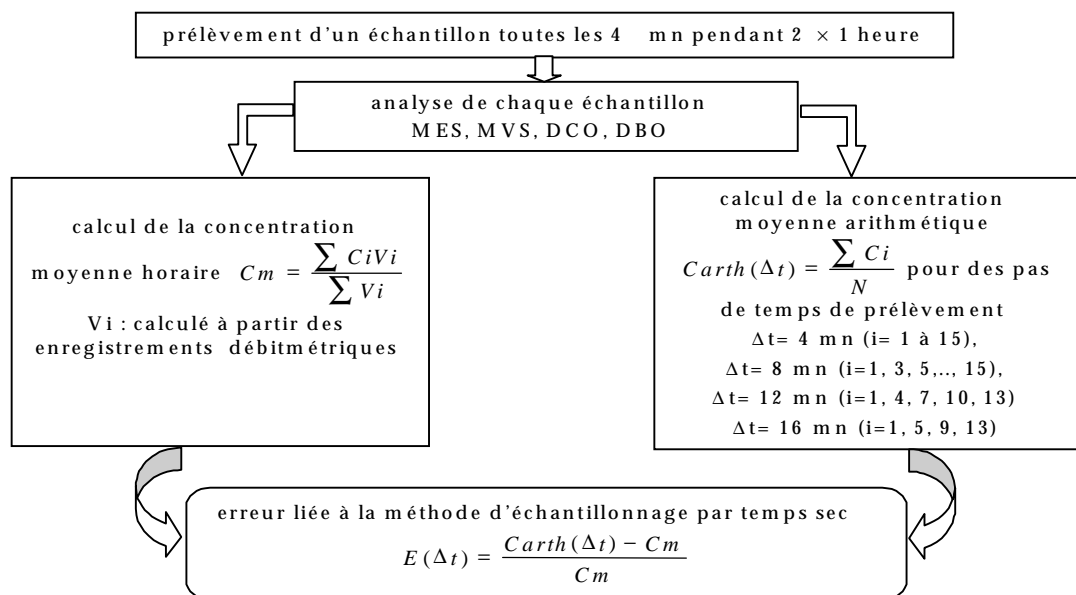 prélèvement d'un échantillon toutes les 4 mn pendant 2 × 1 heure
analyse de chaque échantillon
MES, MVS, DCO, DBO
calcul de la concentration
moyenne horaire Cm = ∑ CiVi / ∑ Vi
Vi : calculé à partir des
enregistrements débitmétriques
calcul de la concentration
moyenne arithmétique
Carth(Δt) = ∑ Ci / N pour des pas
de temps de prélèvement
Δt= 4 mn (i= 1 à 15),
Δt= 8 mn (i=1, 3, 5,.., 15),
Δt= 12 mn (i=1, 4, 7, 10, 13)
Δt= 16 mn (i=1, 5, 9, 13)
erreur liée à la méthode d'échantillonnage par temps sec
E(Δt) = Carth(Δt) − Cm / Cm